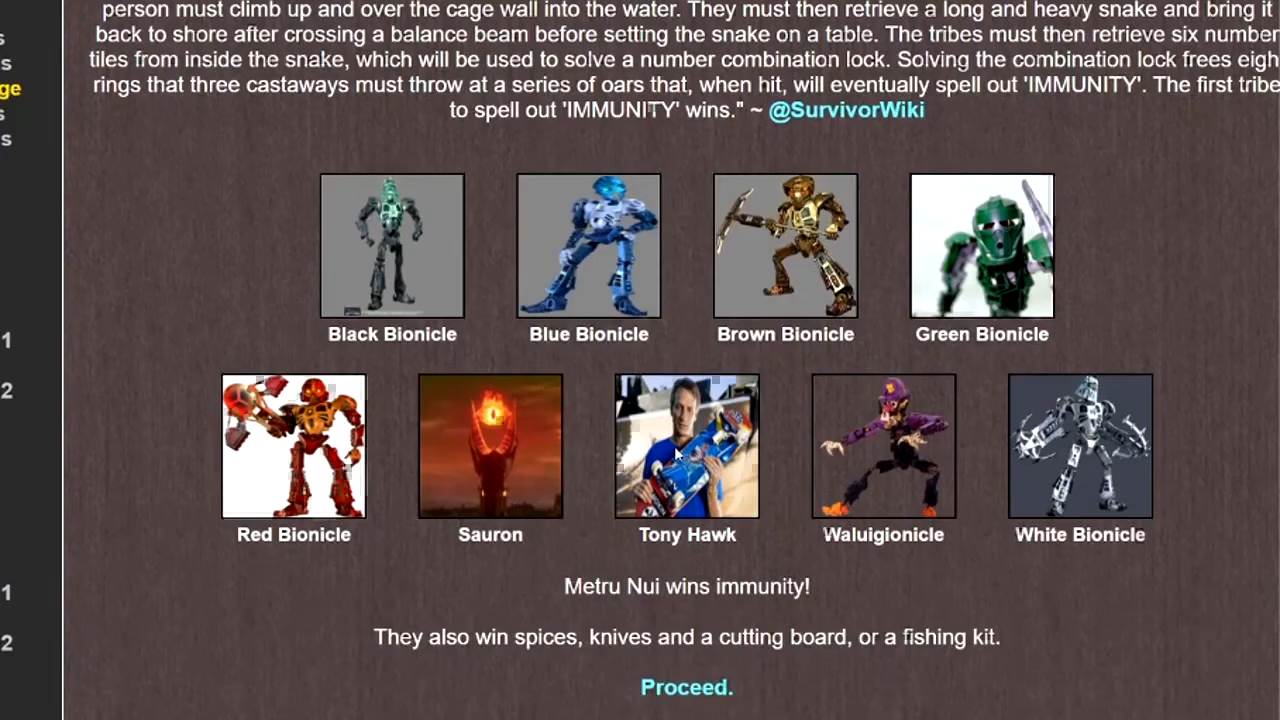 person must climb up and over the cage wall into the water. They must then retrieve a long and heavy snake and bring it
s
back to shore after crossing a balance beam before setting the snake on a table. The tribes must then retrieve six number
s
tiles from inside the snake, which will be used to solve a number combination lock. Solving the combination lock frees eigh
ge
rings that three castaways must throw at a series of oars that, when hit, will eventually spell out 'IMMUNITY'. The first tribe
s
to spell out 'IMMUNITY' wins." ~ @SurvivorWiki
s
Black Bionicle Blue Bionicle Brown Bionicle Green Bionicle
1
2
Red Bionicle Sauron Tony Hawk Waluigionicle White Bionicle
Metru Nui wins immunity!
1
They also win spices, knives and a cutting board, or a fishing kit.
2
Proceed.